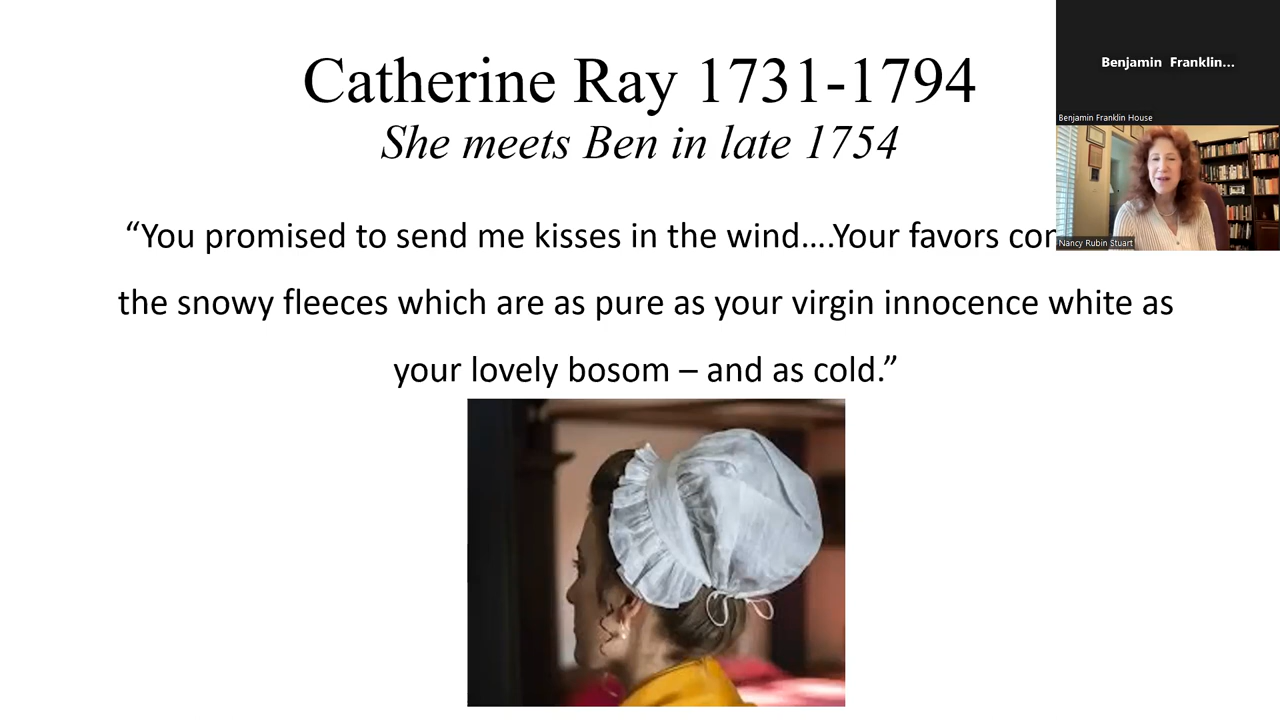 Catherine Ray 1731-1794
She meets Ben in late 1754
“You promised to send me kisses in the wind….Your favors
the snowy fleeces which are as pure as your virgin innocence white as
your lovely bosom – and as cold.”
Benjamin Franklin...
Benjamin Franklin House
Nancy Rubin Stuart